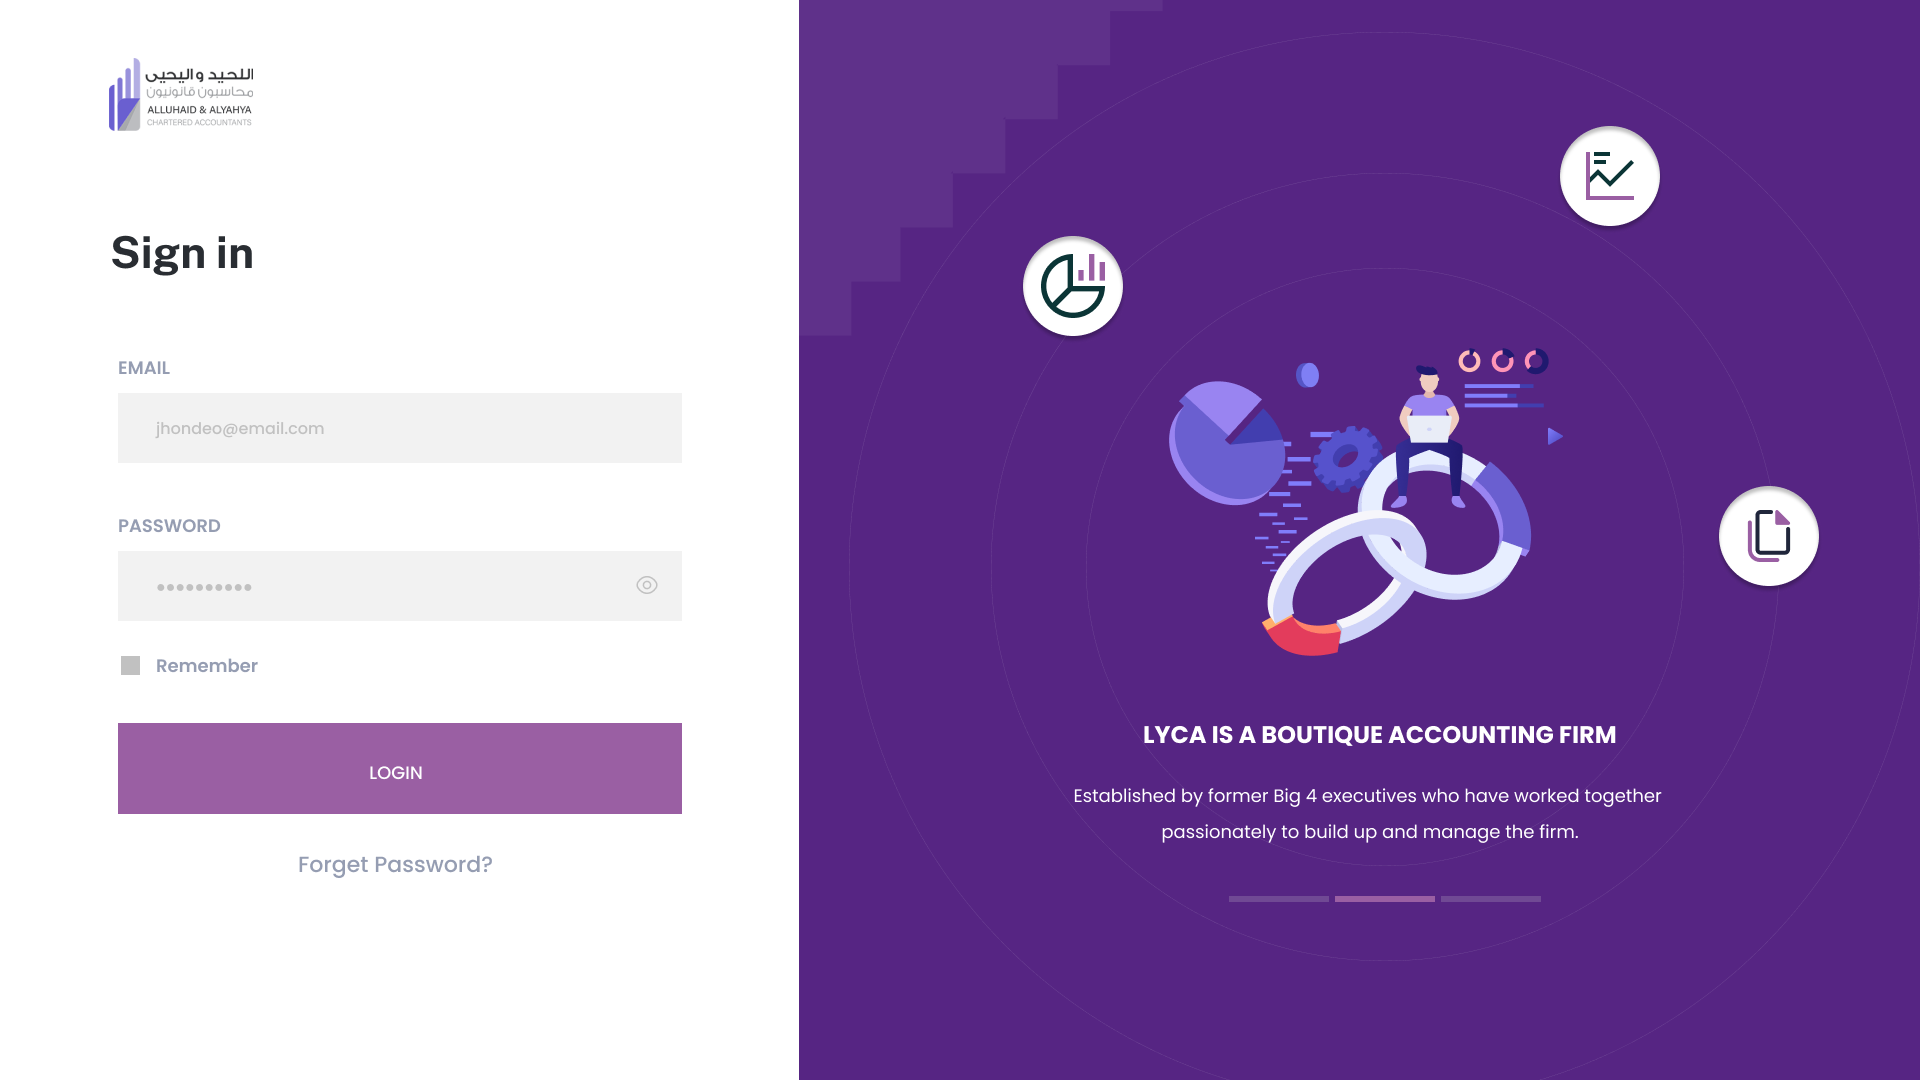 اللحيد و اليحيى
محاسبون قانونيون
ALLUHAID & ALYAHYA
CHARTERED ACCOUNTANTS
Sign in
EMAIL
jhondeo@email.com
PASSWORD
••••••••••
Remember
LOGIN
Forget Password?
LYCA IS A BOUTIQUE ACCOUNTING FIRM
Established by former Big 4 executives who have worked together
passionately to build up and manage the firm.